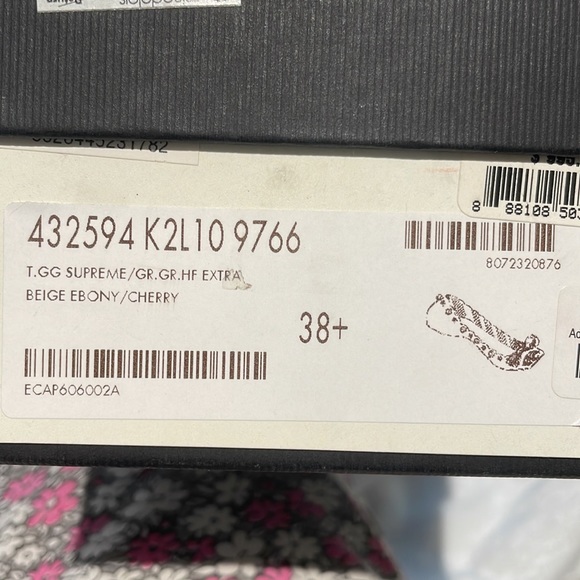 432594 K2L10 9766
T.GG SUPREME/GR.GR.HF EXTRA
BEIGE EBONY/CHERRY
38+
8072320876
8 88108 503
ECAP606002A